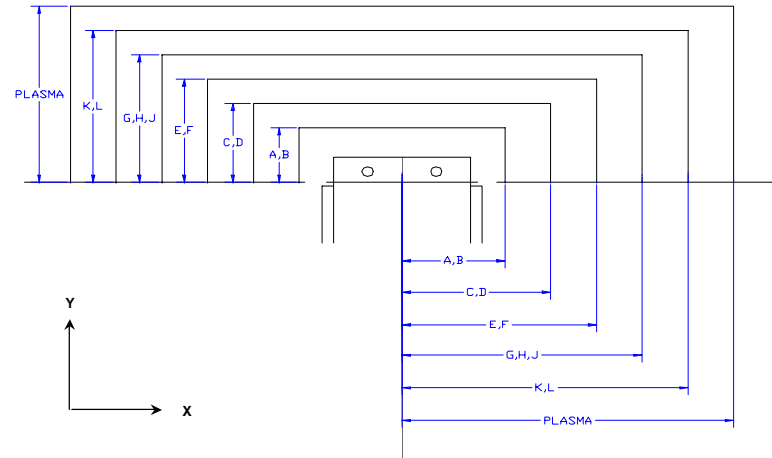 PLASMA
K,L
G,H,J
E,F
C,D
A,B
A,B
C,D
E,F
G,H,J
K,L
PLASMA
Y
X